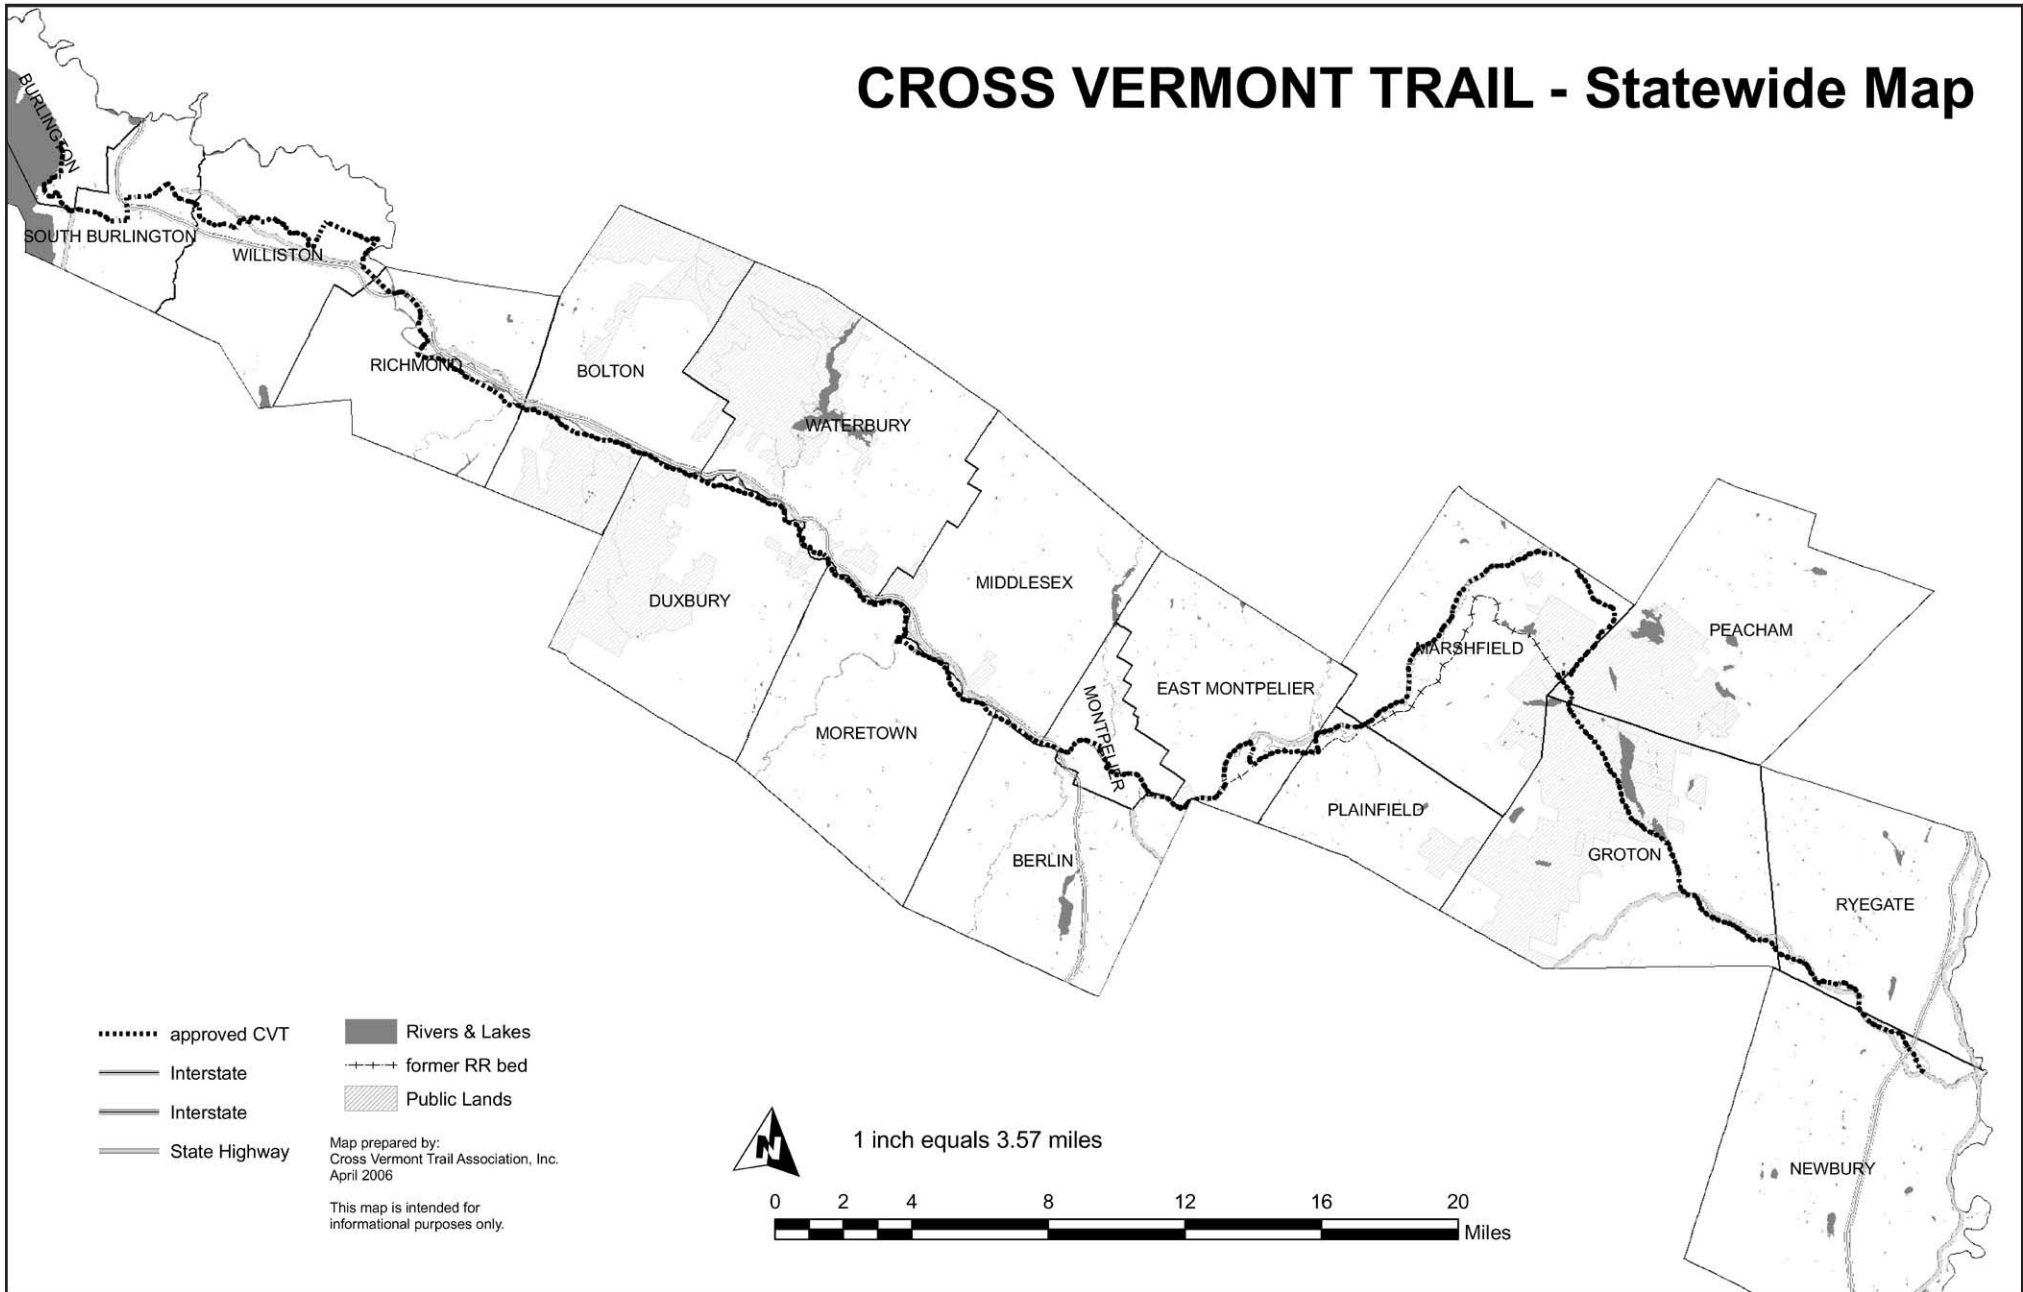 CROSS VERMONT TRAIL - Statewide Map
BURLINGTON
SOUTH BURLINGTON
WILLISTON
RICHMOND
BOLTON
WATERBURY
DUXBURY
MIDDLESEX
MORETOWN
MONTPELIER
EAST MONTPELIER
BERLIN
MARSHFIELD
PEACHAM
PLAINFIELD
GROTON
RYEGATE
NEWBURY
approved CVT
Interstate
Interstate
State Highway
Rivers & Lakes
former RR bed
Public Lands
Map prepared by:
Cross Vermont Trail Association, Inc.
April 2006
This map is intended for
informational purposes only.
N
1 inch equals 3.57 miles
0 2 4 8 12 16 20
Miles